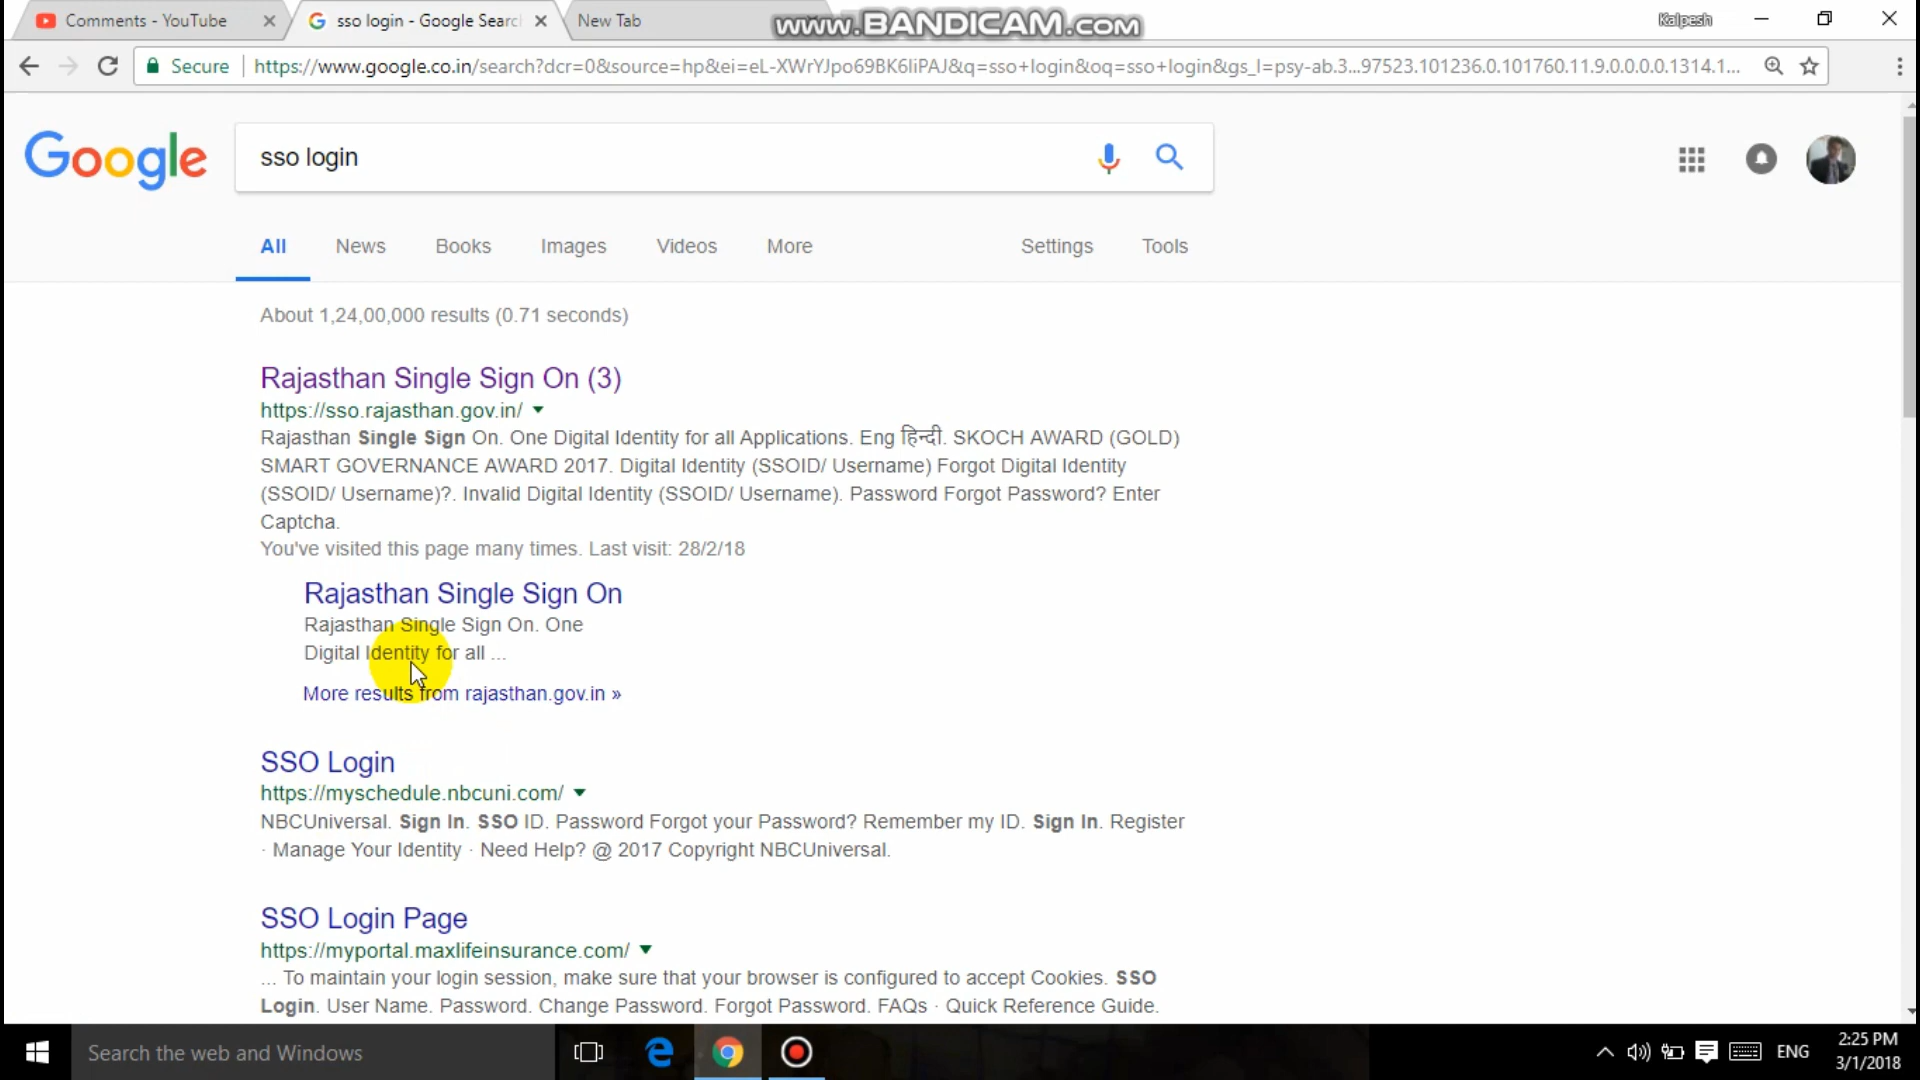 Comments - YouTube
sso login - Google Searc
New Tab
www.BANDICAM.com
Kalpesh
Secure
https://www.google.co.in/search?dcr=0&source=hp&ei=eL-XWrYJpo69BK6IiPAJ&q=sso+login&oq=sso+login&gs_l=psy-ab.3...97523.101236.0.101760.11.9.0.0.0.0.1314.1...
Google
sso login
All
News
Books
Images
Videos
More
Settings
Tools
About 1,24,00,000 results (0.71 seconds)
Rajasthan Single Sign On (3)
https://sso.rajasthan.gov.in/
Rajasthan Single Sign On. One Digital Identity for all Applications. Eng हिन्दी. SKOCH AWARD (GOLD)
SMART GOVERNANCE AWARD 2017. Digital Identity (SSOID/ Username) Forgot Digital Identity
(SSOID/ Username)?. Invalid Digital Identity (SSOID/ Username). Password Forgot Password? Enter
Captcha.
You've visited this page many times. Last visit: 28/2/18
Rajasthan Single Sign On
Rajasthan Single Sign On. One
Digital Identity for all ...
More results from rajasthan.gov.in »
SSO Login
https://myschedule.nbcuni.com/
NBCUniversal. Sign In. SSO ID. Password Forgot your Password? Remember my ID. Sign In. Register
· Manage Your Identity · Need Help? @ 2017 Copyright NBCUniversal.
SSO Login Page
https://myportal.maxlifeinsurance.com/
... To maintain your login session, make sure that your browser is configured to accept Cookies. SSO
Login. User Name. Password. Change Password. Forgot Password. FAQs · Quick Reference Guide.
Search the web and Windows
ENG
2:25 PM
3/1/2018